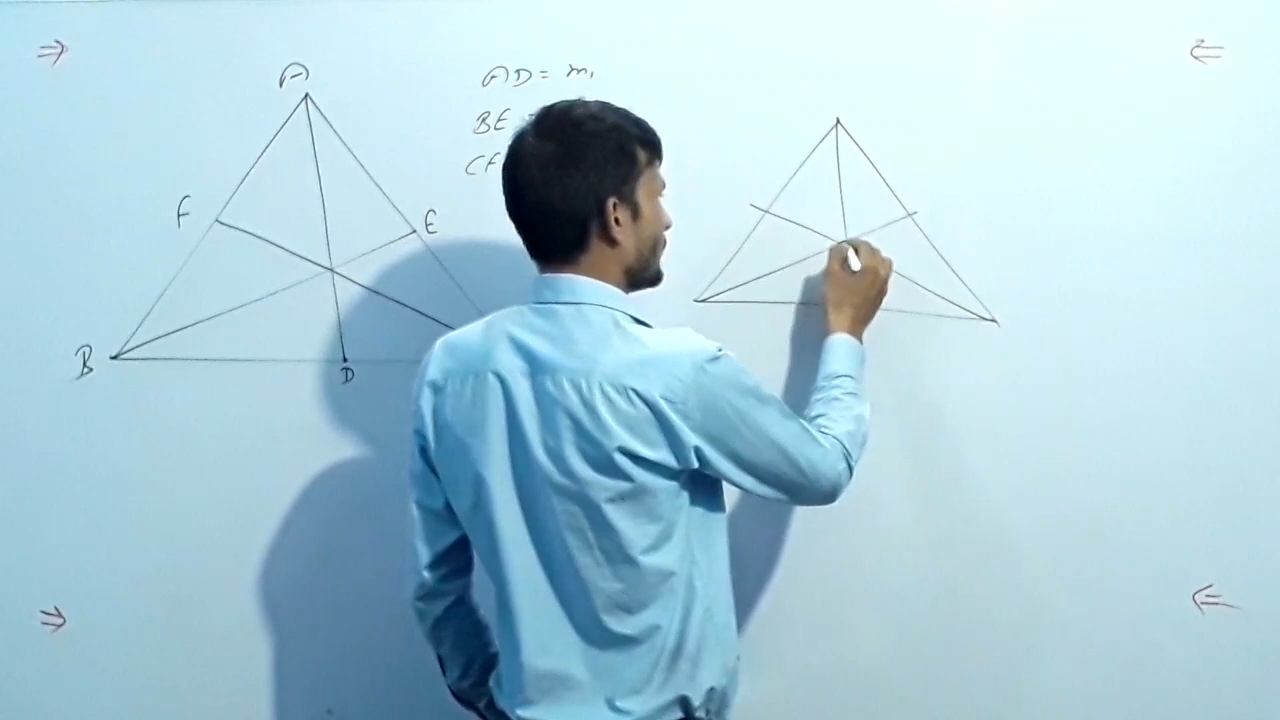 A
AD = m₁
BE =
CF
F
E
B
D